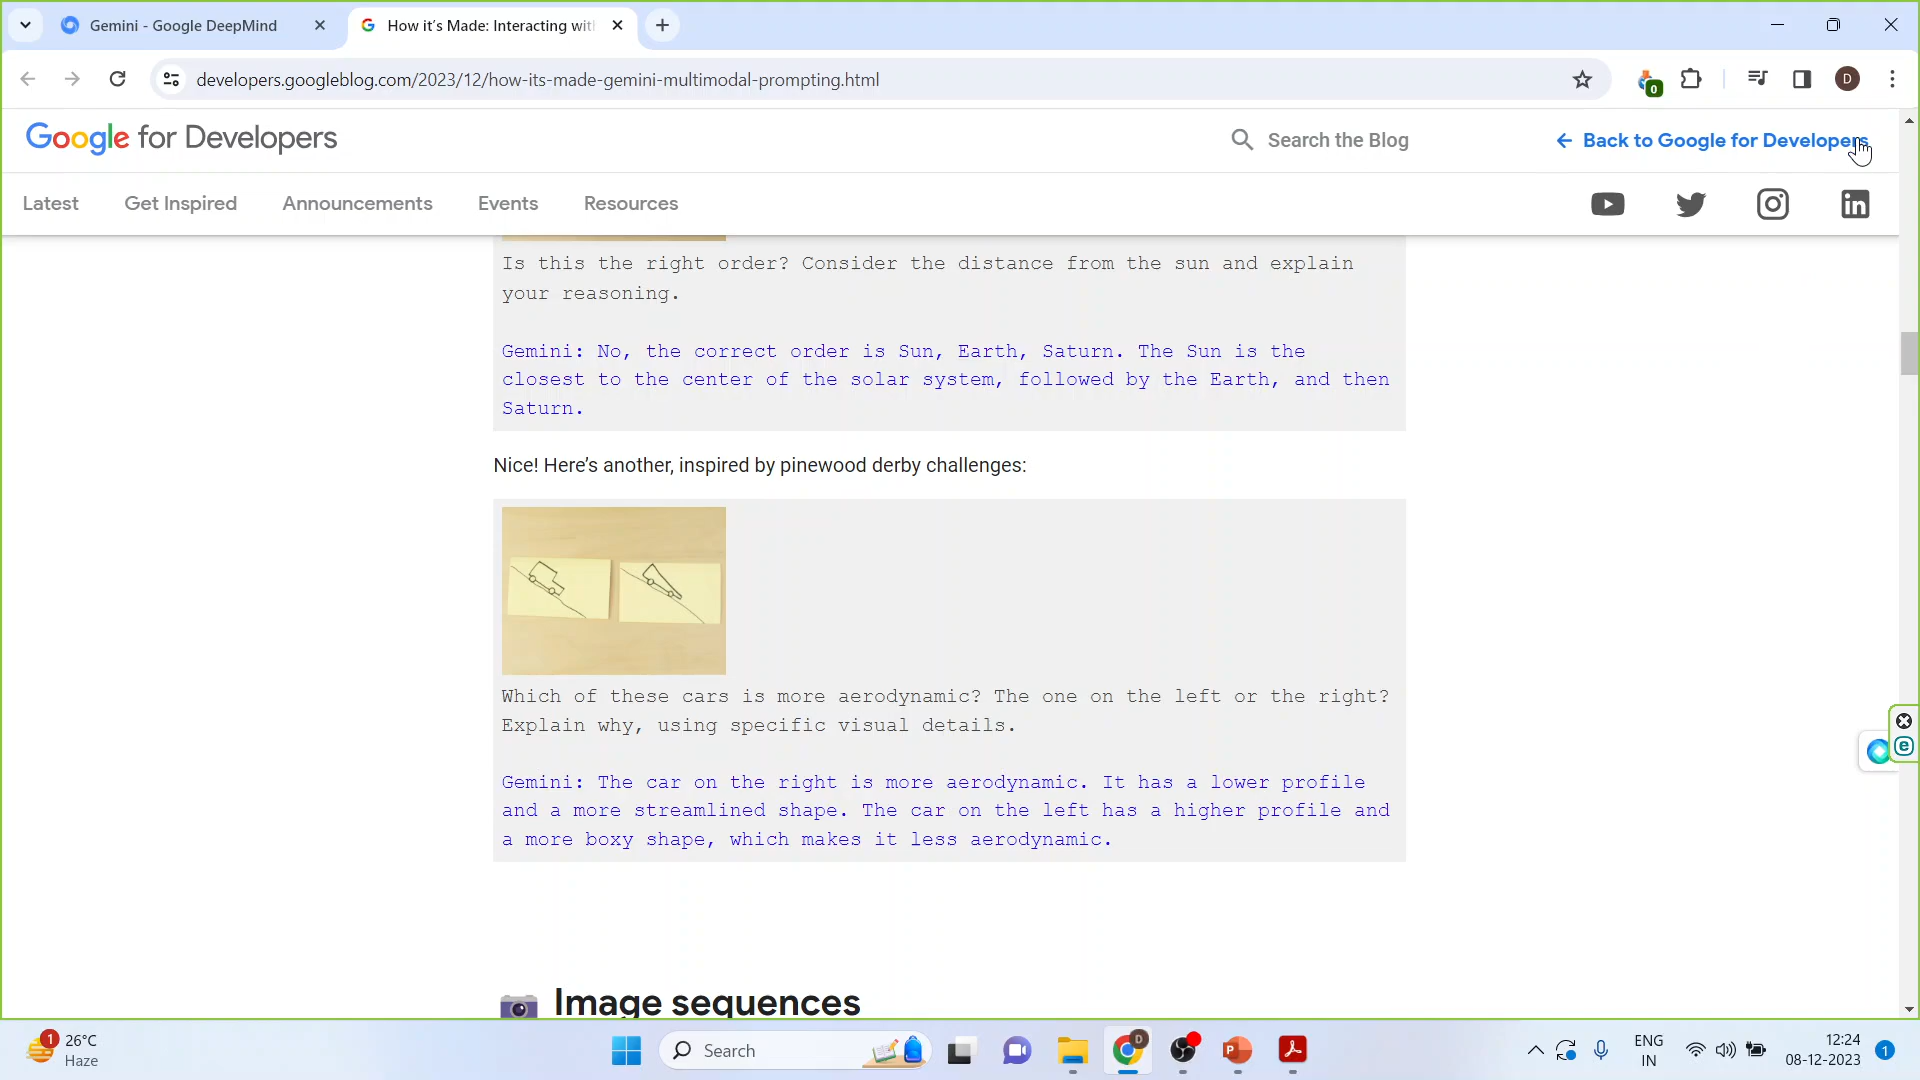 Gemini - Google DeepMind
How it's Made: Interacting wit
developers.googleblog.com/2023/12/how-its-made-gemini-multimodal-prompting.html
0
D
Google for Developers
Search the Blog
← Back to Google for Developers
Latest
Get Inspired
Announcements
Events
Resources
Is this the right order? Consider the distance from the sun and explain
your reasoning.
Gemini: No, the correct order is Sun, Earth, Saturn. The Sun is the
closest to the center of the solar system, followed by the Earth, and then
Saturn.
Nice! Here’s another, inspired by pinewood derby challenges:
Which of these cars is more aerodynamic? The one on the left or the right?
Explain why, using specific visual details.
Gemini: The car on the right is more aerodynamic. It has a lower profile
and a more streamlined shape. The car on the left has a higher profile and
a more boxy shape, which makes it less aerodynamic.
Image sequences
1
26°C
Haze
Search
D
ENG
IN
12:24
08-12-2023
1